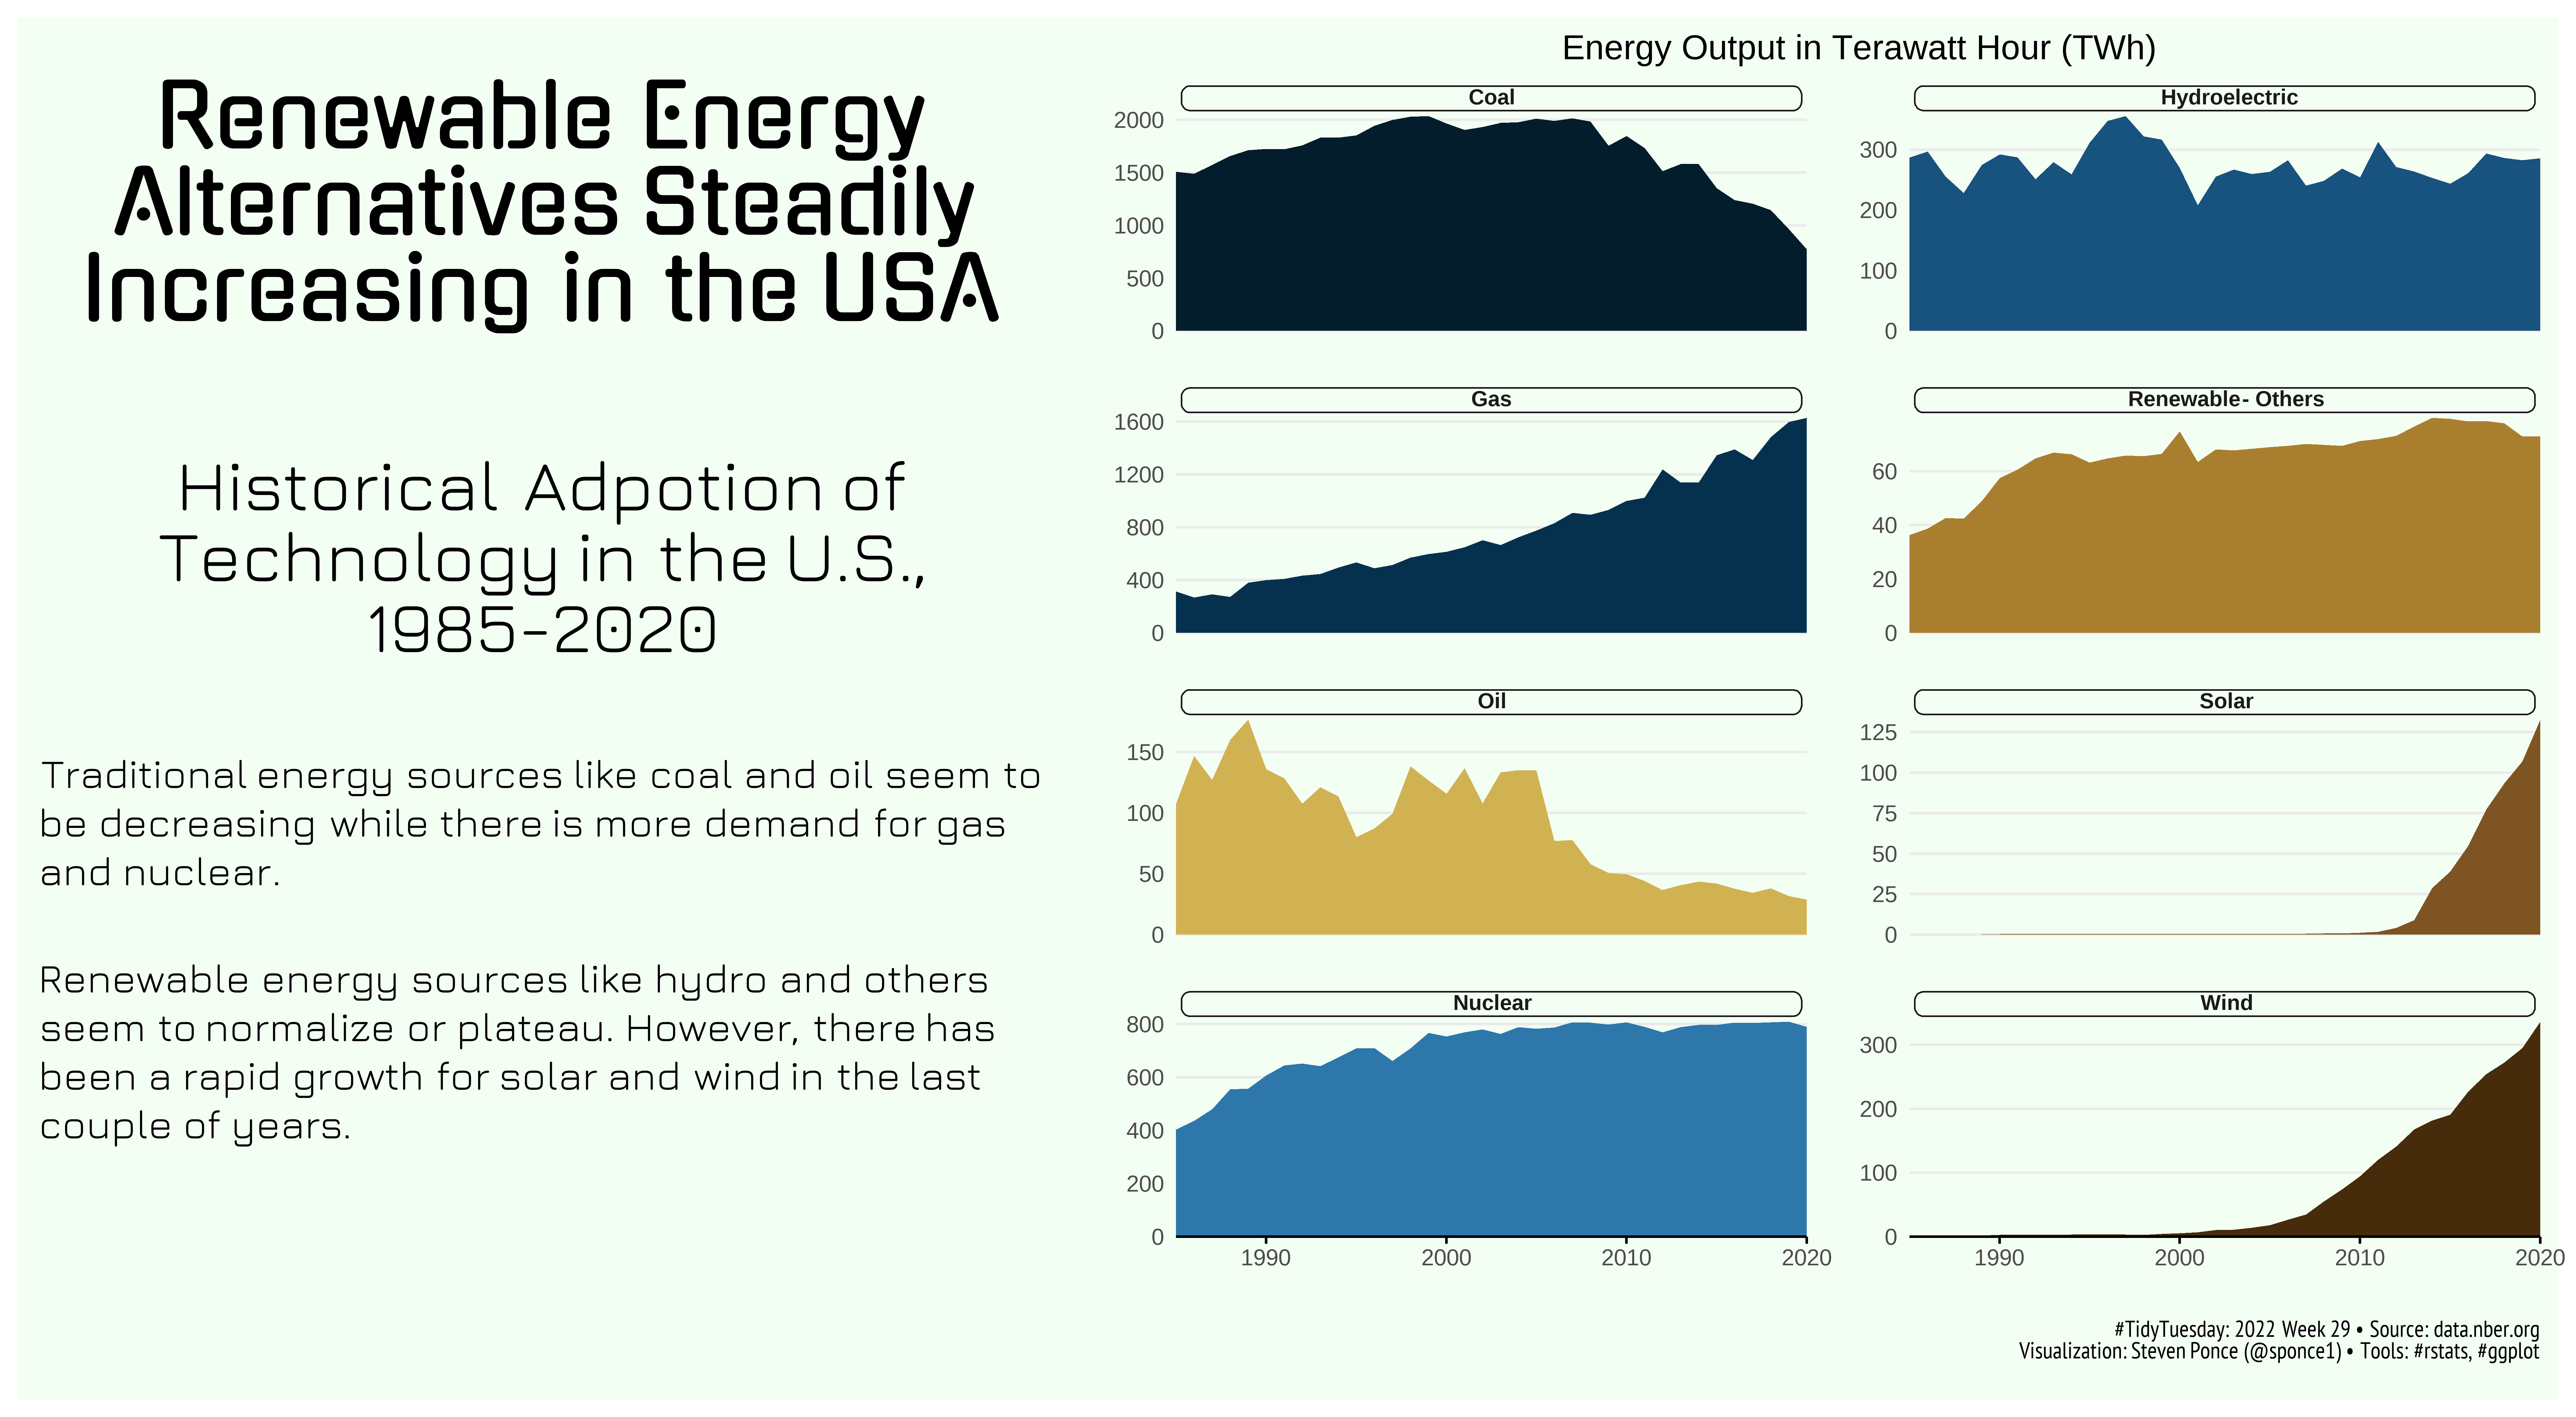 Renewable Energy
Alternatives Steadily
Increasing in the USA
Historical Adpotion of
Technology in the U.S.,
1985-2020
Traditional energy sources like coal and oil seem to
be decreasing while there is more demand for gas
and nuclear.
Renewable energy sources like hydro and others
seem to normalize or plateau. However, there has
been a rapid growth for solar and wind in the last
couple of years.
Energy Output in Terawatt Hour (TWh)
Coal
2000
1500
1000
500
0
Hydroelectric
300
200
100
0
Gas
1600
1200
800
400
0
Renewable- Others
60
40
20
0
Oil
150
100
50
0
Solar
125
100
75
50
25
0
Nuclear
800
600
400
200
0
1990 2000 2010 2020
Wind
300
200
100
0
1990 2000 2010 2020
#TidyTuesday: 2022 Week 29 • Source: data.nber.org
Visualization: Steven Ponce (@sponce1) • Tools: #rstats, #ggplot